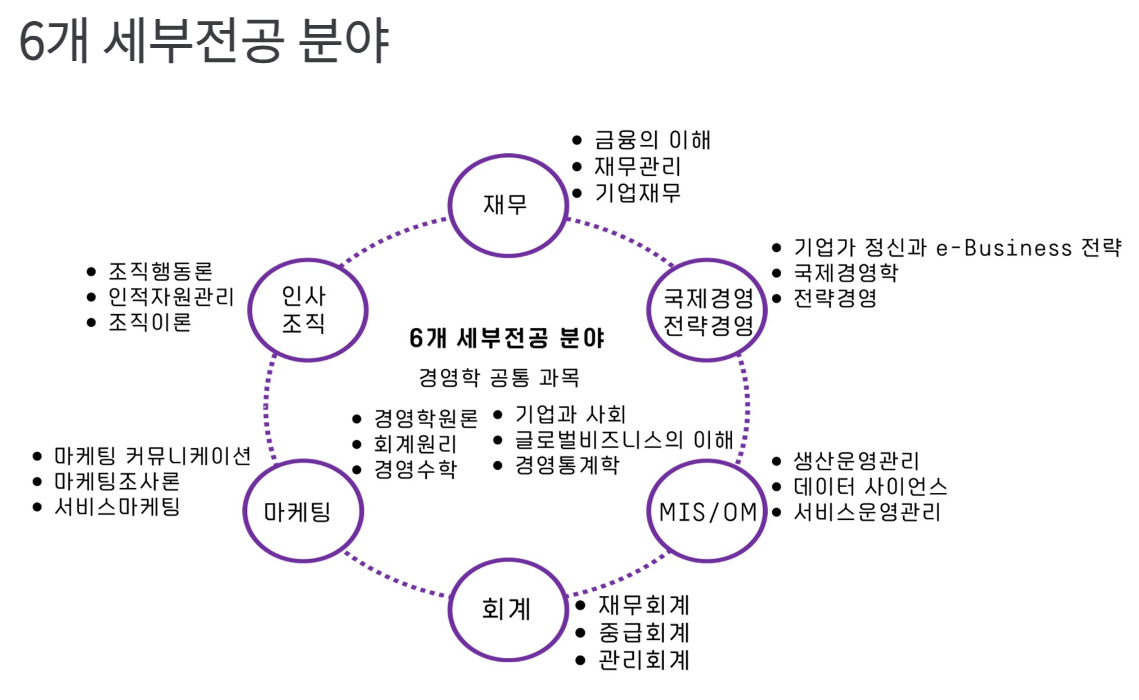 6개 세부전공 분야
재무
• 금융의 이해
• 재무관리
• 기업재무
국제경영
전략경영
• 기업가 정신과 e-Business 전략
• 국제경영학
• 전략경영
MIS/OM
• 생산운영관리
• 데이터 사이언스
• 서비스운영관리
회계
• 재무회계
• 중급회계
• 관리회계
마케팅
• 마케팅 커뮤니케이션
• 마케팅조사론
• 서비스마케팅
인사
조직
• 조직행동론
• 인적자원관리
• 조직이론
6개 세부전공 분야
경영학 공통 과목
• 경영학원론
• 회계원리
• 경영수학
• 기업과 사회
• 글로벌비즈니스의 이해
• 경영통계학